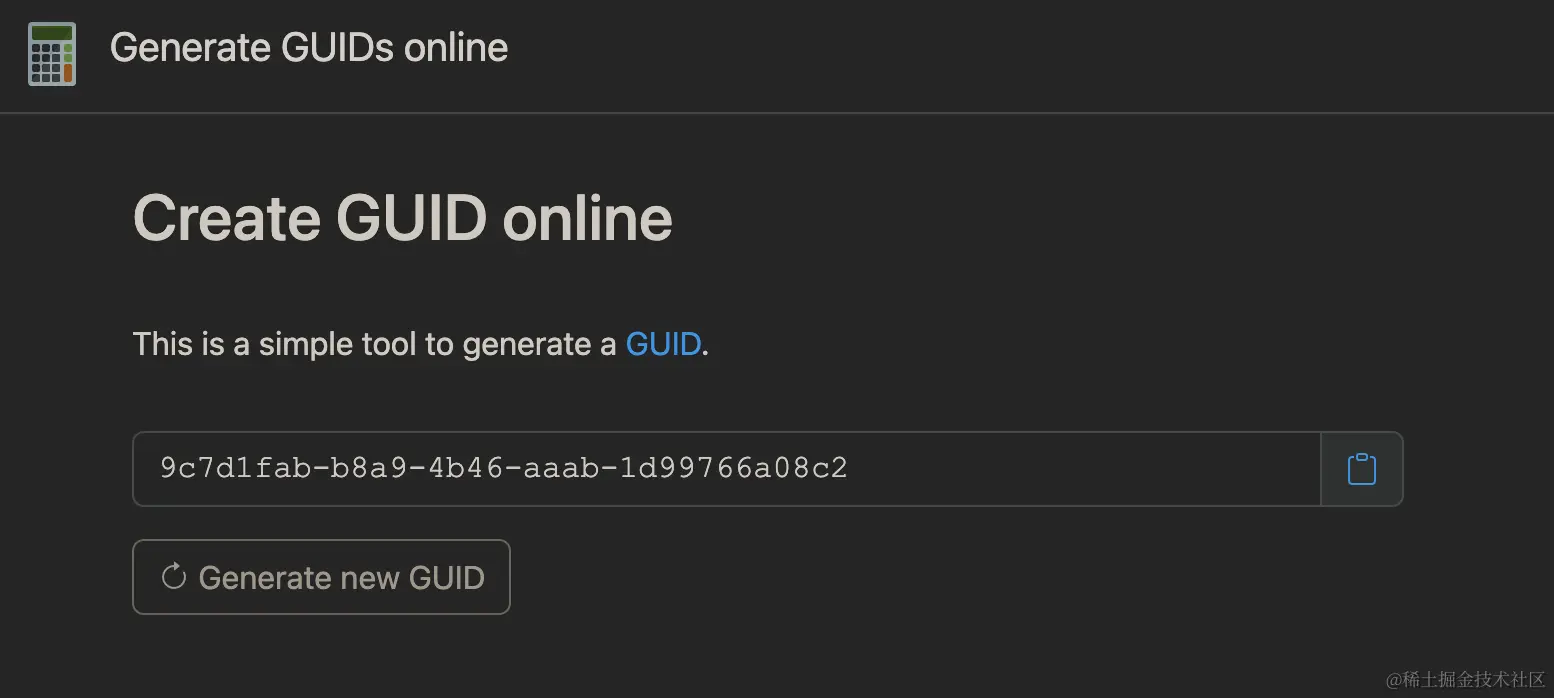 Generate GUIDs online
Create GUID online
This is a simple tool to generate a GUID.
9c7d1fab-b8a9-4b46-aaab-1d99766a08c2
Generate new GUID
@稀土掘金技术社区